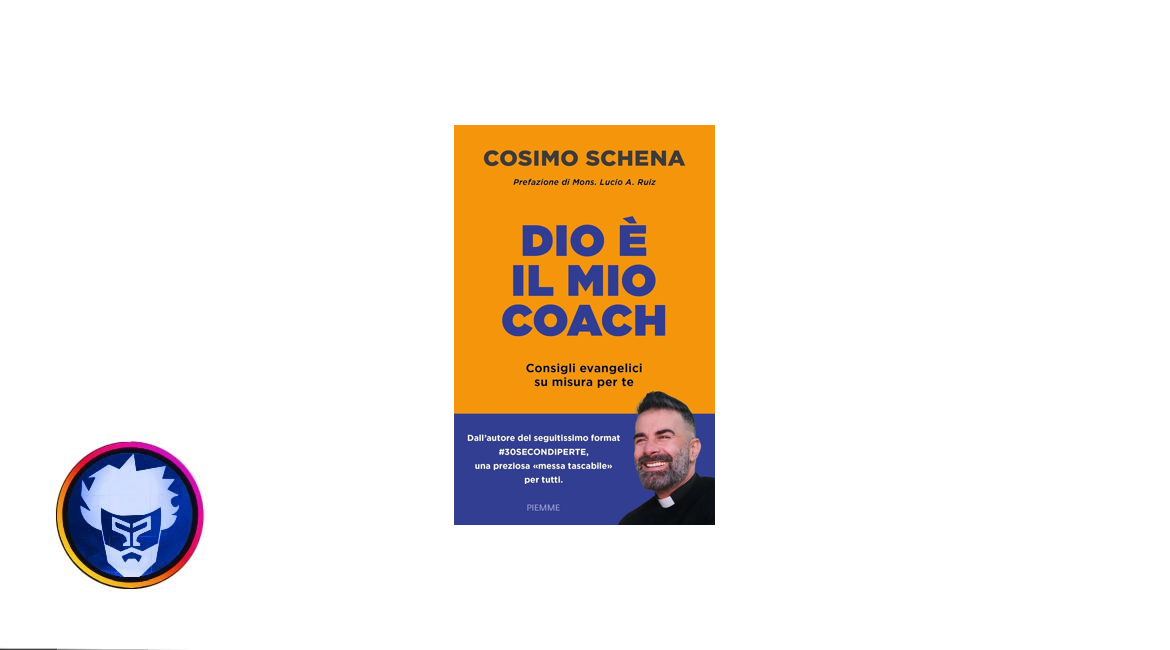 COSIMO SCHENA
Prefazione di Mons. Lucio A. Ruiz
DIO È
IL MIO
COACH
Consigli evangelici
su misura per te
Dall'autore del seguitissimo format
#30SECONDIPERTE,
una preziosa «messa tascabile»
per tutti.
PIEMME